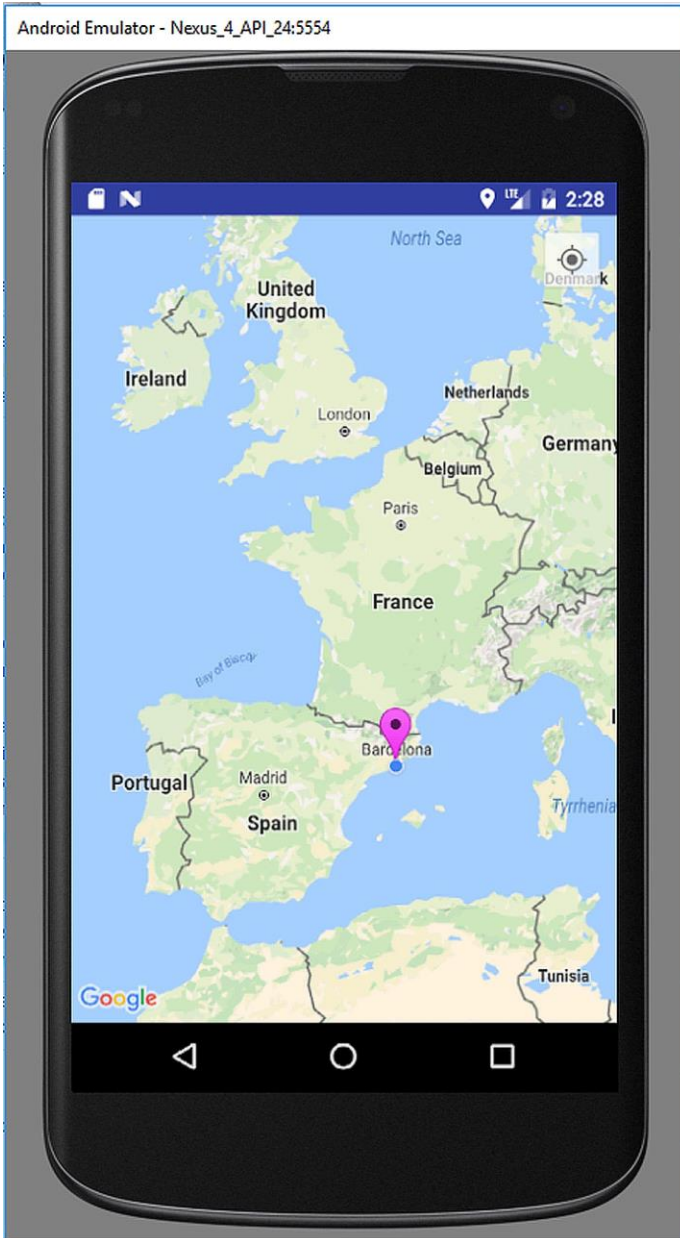 Android Emulator - Nexus_4_API_24:5554
LTE 2:28
North Sea
Denmark
United
Kingdom
Ireland
Netherlands
London
Germany
Belgium
Paris
France
Bay of Biscay
Barcelona
Portugal
Madrid
Spain
Tyrrhenia
Tunisia
Google